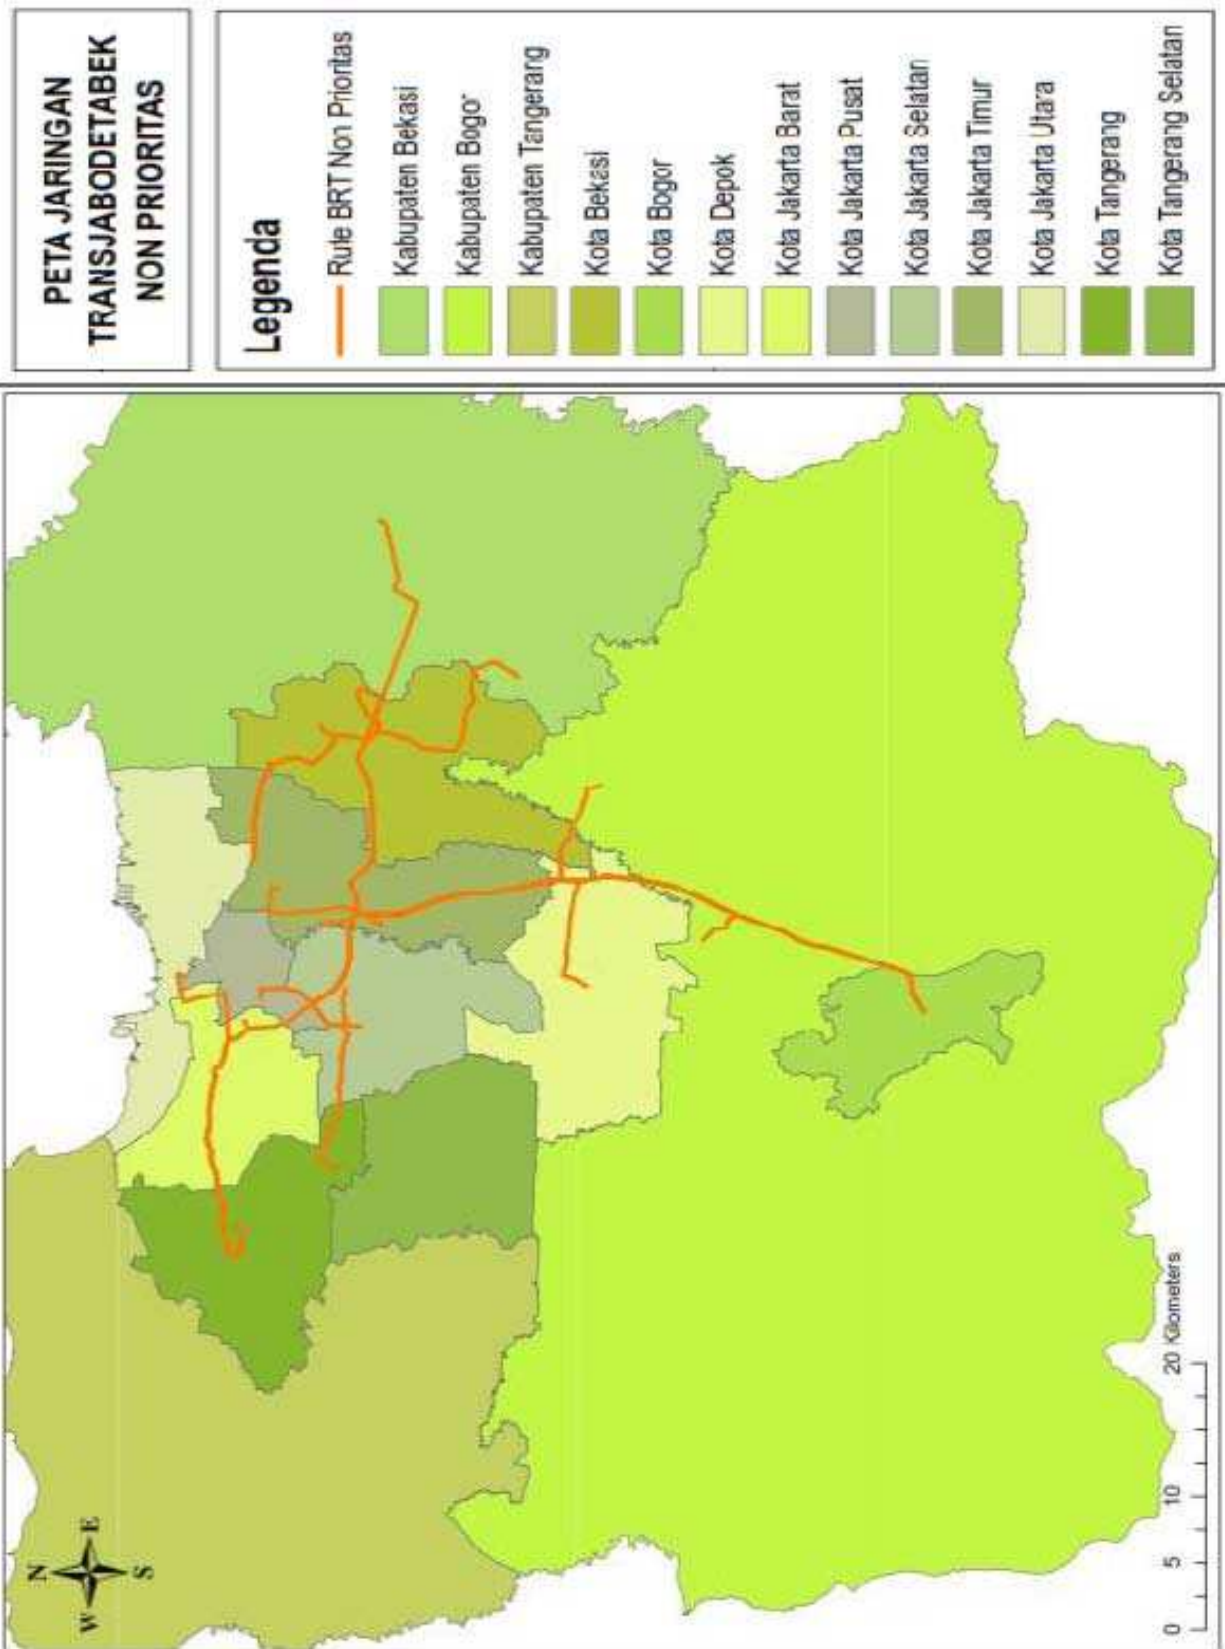 PETA JARINGAN
TRANSJABODETABEK
NON PRIORITAS
Legenda
Rute BRT Non Prioritas
Kabupaten Bekasi
Kabupaten Bogor
Kabupaten Tangerang
Kota Bekasi
Kota Bogor
Kota Depok
Kota Jakarta Barat
Kota Jakarta Pusat
Kota Jakarta Selatan
Kota Jakarta Timur
Kota Jakarta Utara
Kota Tangerang
Kota Tangerang Selatan
N
W E
S
0 5 10 20 Kilometers